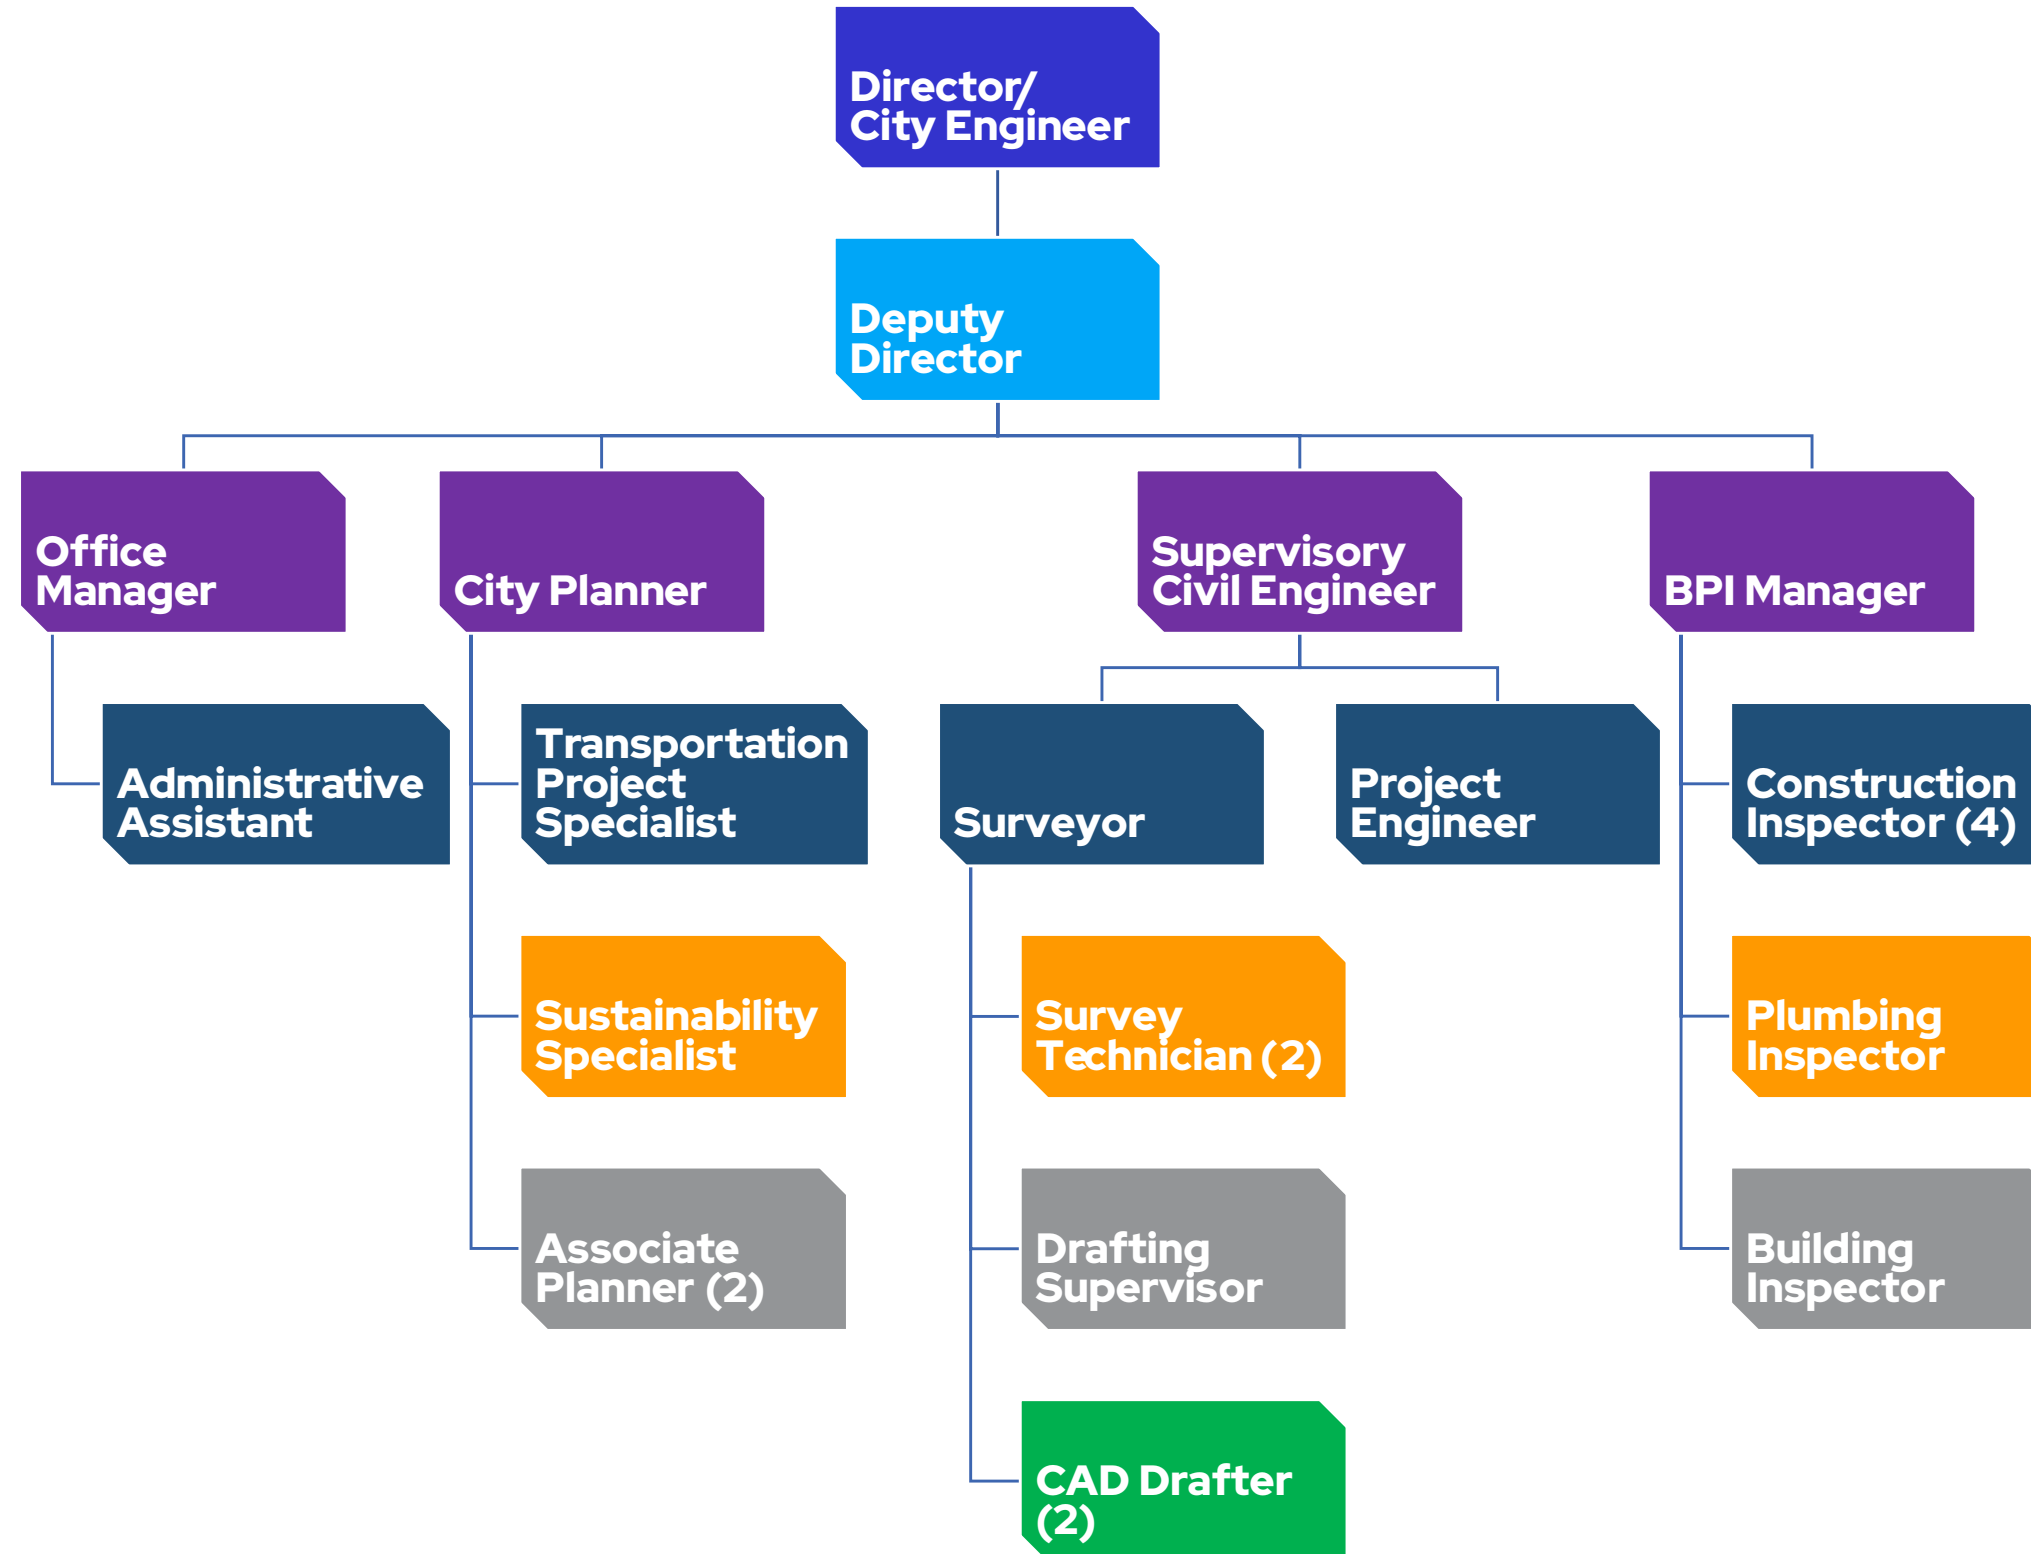 Director/
City Engineer
Deputy
Director
Office
Manager
City Planner
Supervisory
Civil Engineer
BPI Manager
Administrative
Assistant
Transportation
Project
Specialist
Surveyor
Project
Engineer
Construction
Inspector (4)
Sustainability
Specialist
Survey
Technician (2)
Plumbing
Inspector
Associate
Planner (2)
Drafting
Supervisor
Building
Inspector
CAD Drafter
(2)